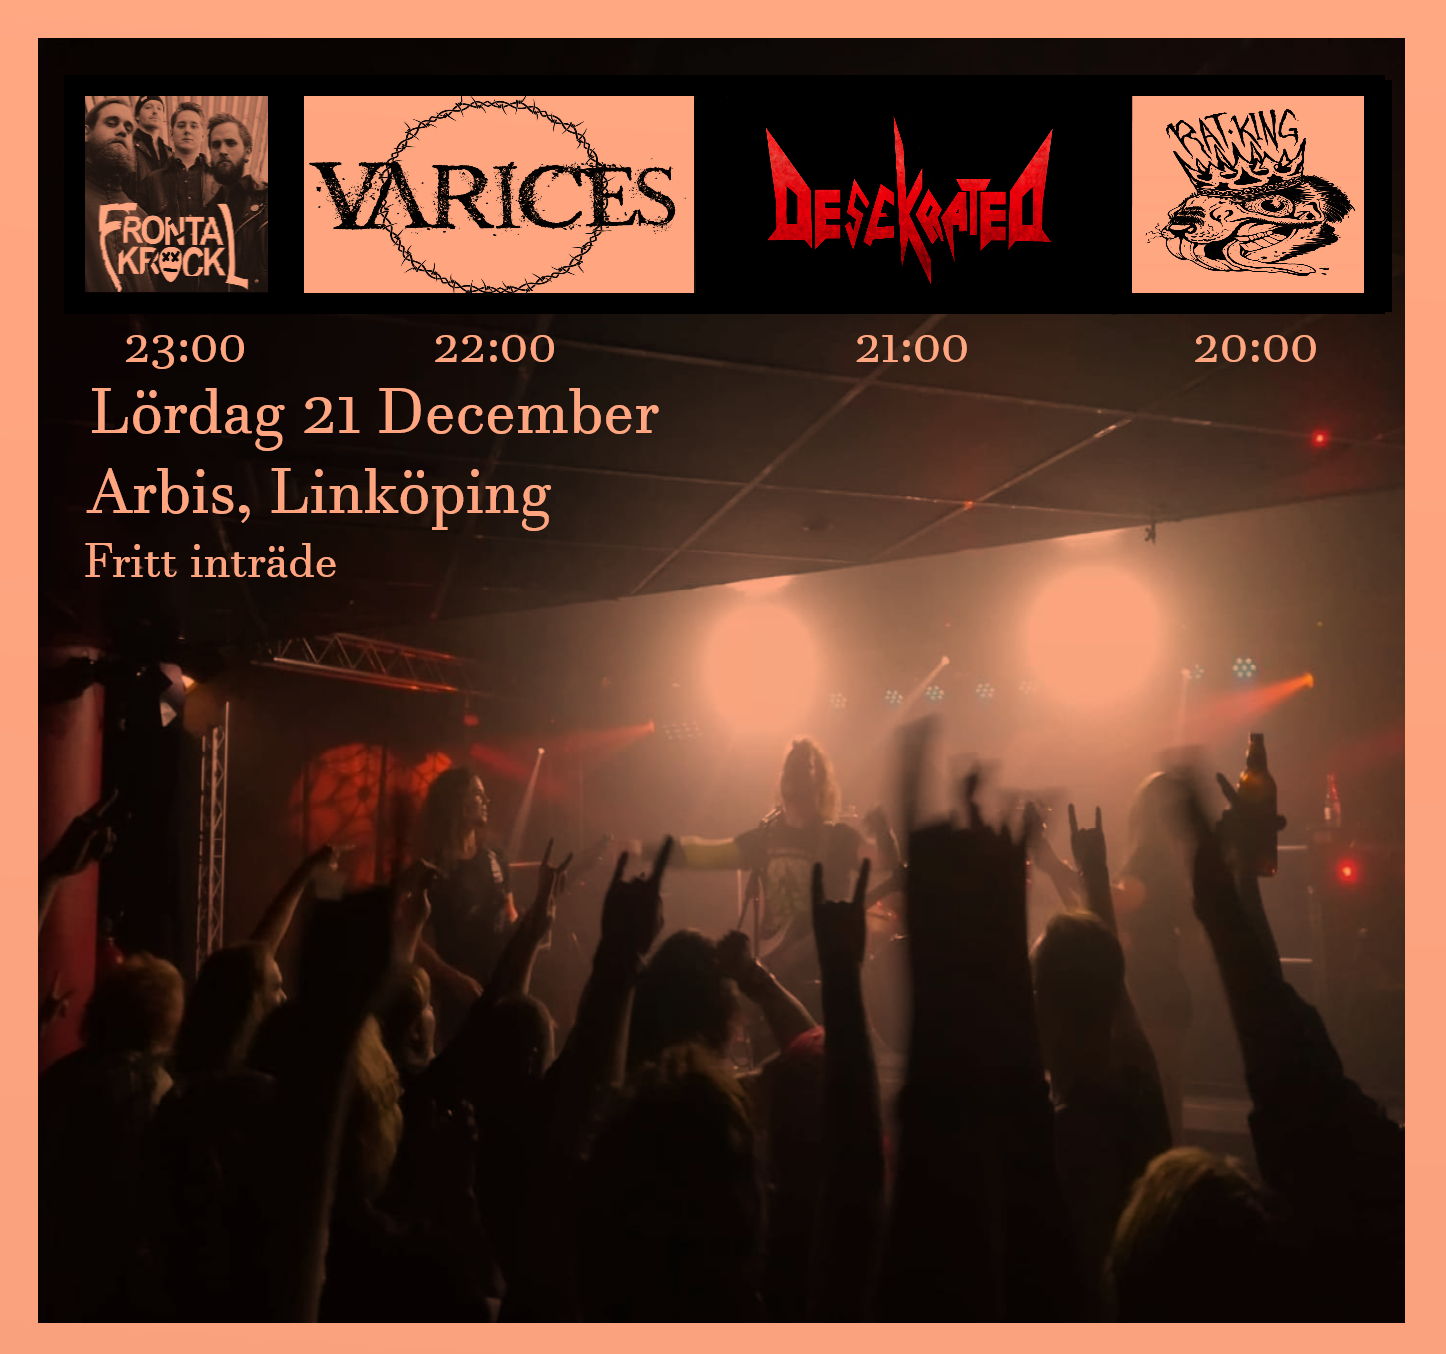 FRONTAL
KROCK
VARICES
DESEKRATED
RAT-KING
23:00 22:00 21:00 20:00
Lördag 21 December
Arbis, Linköping
Fritt inträde